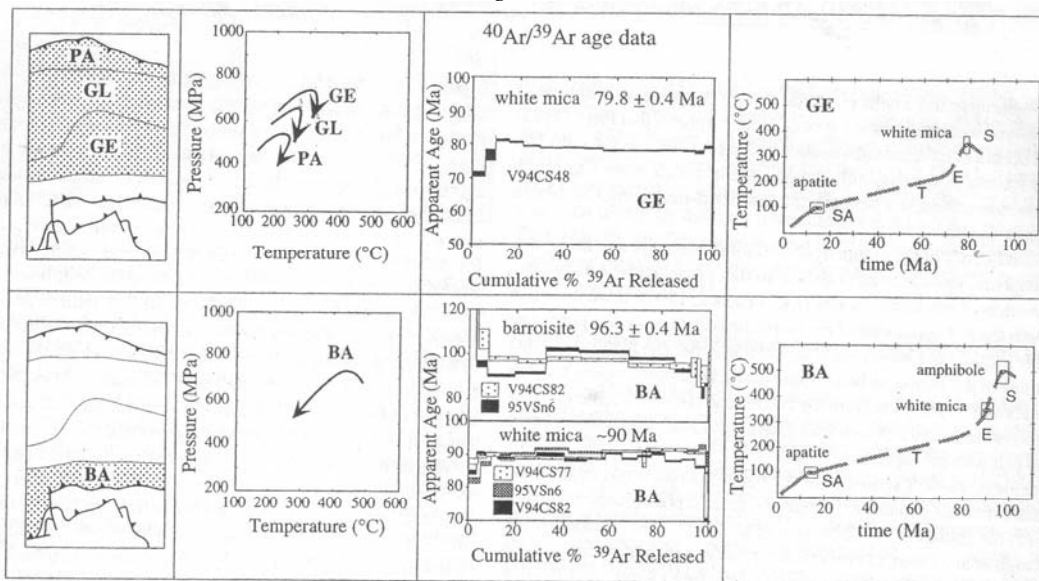 PA
GL
GE
Pressure (MPa)
1000
800
600
400
200
GE
GL
PA
100 200 300 400 500 600
Temperature (°C)
40Ar/39Ar age data
Apparent Age (Ma)
100
90
80
70
60
50
white mica 79.8 ± 0.4 Ma
V94CS48
GE
0 20 40 60 80 100
Cumulative % 39Ar Released
Temperature (°C)
500
400
300
200
100
GE
white mica
S
E
T
apatite
SA
0 20 40 60 80 100
time (Ma)
BA
Pressure (MPa)
1000
800
600
400
200
BA
100 200 300 400 500 600
Temperature (°C)
Apparent Age (Ma)
120
100
80
barroisite 96.3 ± 0.4 Ma
V94CS82
95VSn6
BA
100
90
80
70
white mica ~90 Ma
V94CS77
95VSn6
V94CS82
BA
0 20 40 60 80 100
Cumulative % 39Ar Released
Temperature (°C)
500
400
300
200
100
BA
amphibole
S
white mica
E
T
apatite
SA
0 20 40 60 80 100
time (Ma)